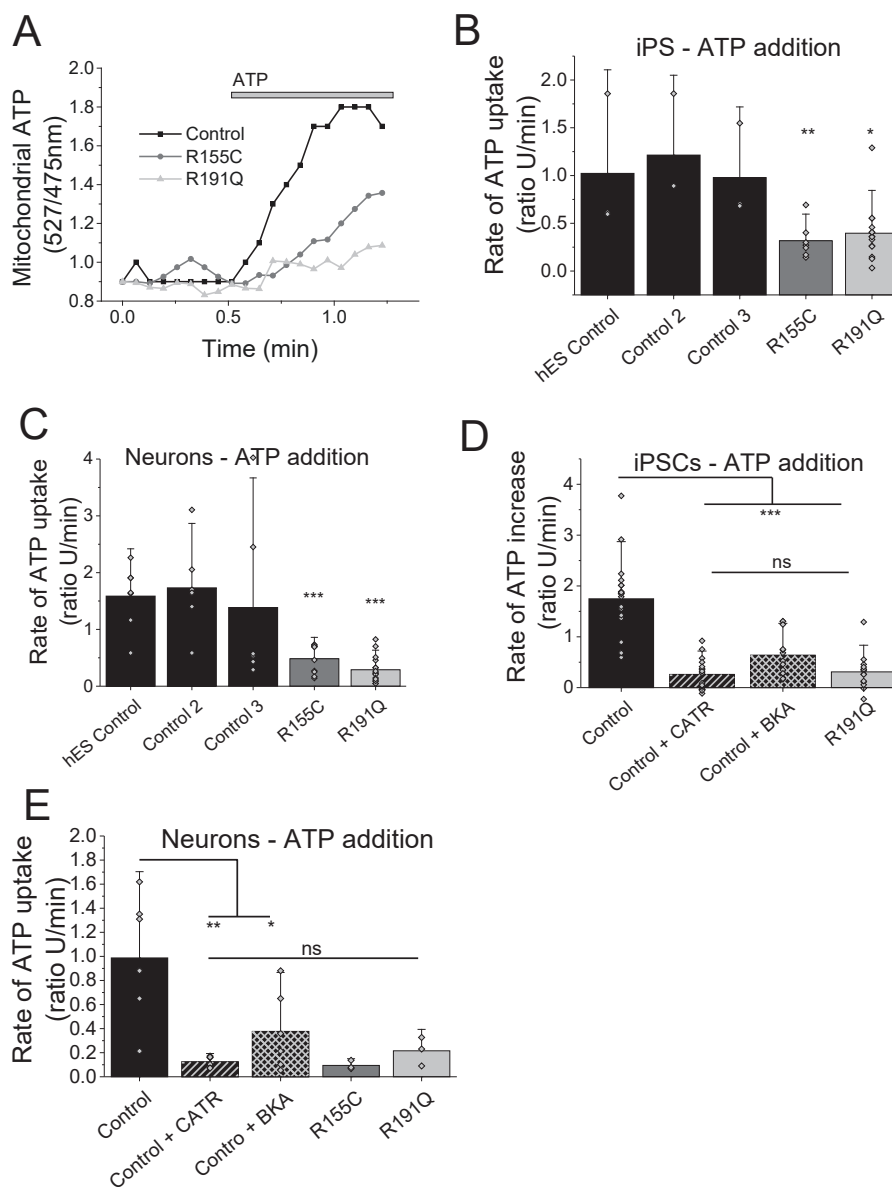 A
Mitochondrial ATP
(527/475nm)
2.0
1.8
1.6
1.4
1.2
1.0
0.8
ATP
Control
R155C
R191Q
0.0
0.5
1.0
Time (min)
B
iPS - ATP addition
Rate of ATP uptake
(ratio U/min)
2.0
1.5
1.0
0.5
0.0
**
*
hES Control
Control 2
Control 3
R155C
R191Q
C
Neurons - ATP addition
Rate of ATP uptake
(ratio U/min)
4
3
2
1
0
***
***
hES Control
Control 2
Control 3
R155C
R191Q
D
iPSCs - ATP addition
Rate of ATP increase
(ratio U/min)
4
3
2
1
0
***
ns
Control
Control + CATR
Control + BKA
R191Q
E
Neurons - ATP addition
Rate of ATP uptake
(ratio U/min)
2.0
1.8
1.6
1.4
1.2
1.0
0.8
0.6
0.4
0.2
0.0
**
*
ns
Control
Control + CATR
Contro + BKA
R155C
R191Q